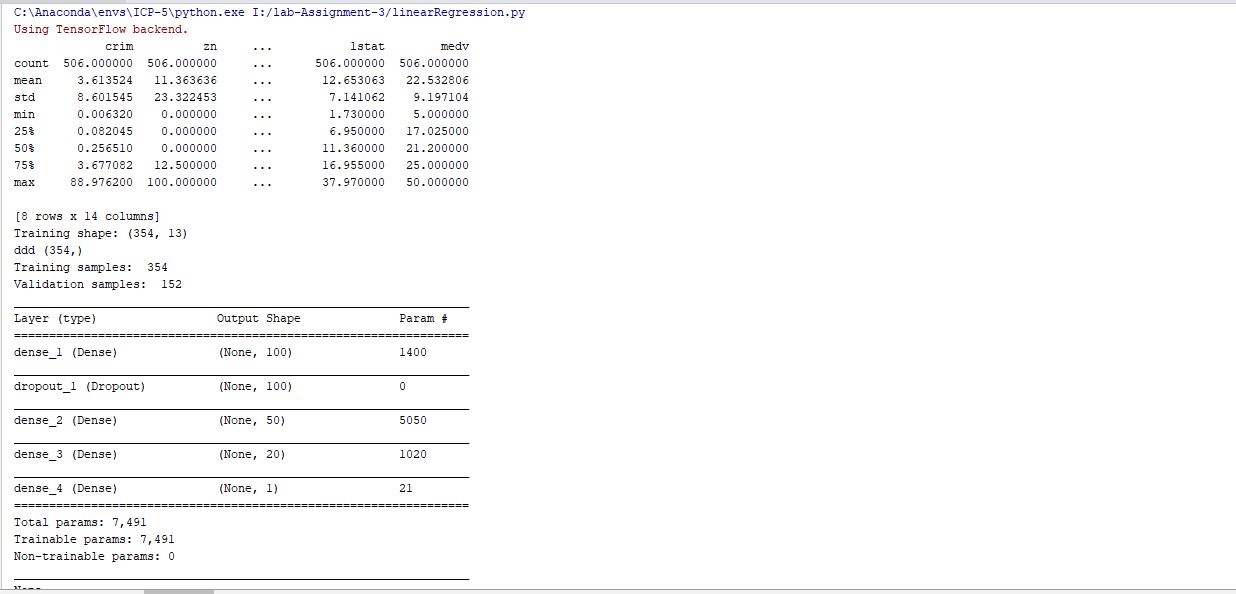 C:\Anaconda\envs\ICP-5\python.exe I:/lab-Assignment-3/linearRegression.py
Using TensorFlow backend.
crim zn ... lstat medv
count 506.000000 506.000000 ... 506.000000 506.000000
mean 3.613524 11.363636 ... 12.653063 22.532806
std 8.601545 23.322453 ... 7.141062 9.197104
min 0.006320 0.000000 ... 1.730000 5.000000
25% 0.082045 0.000000 ... 6.950000 17.025000
50% 0.256510 0.000000 ... 11.360000 21.200000
75% 3.677082 12.500000 ... 16.955000 25.000000
max 88.976200 100.000000 ... 37.970000 50.000000
[8 rows x 14 columns]
Training shape: (354, 13)
ddd (354,)
Training samples: 354
Validation samples: 152
Layer (type) Output Shape Param #
dense_1 (Dense) (None, 100) 1400
dropout_1 (Dropout) (None, 100) 0
dense_2 (Dense) (None, 50) 5050
dense_3 (Dense) (None, 20) 1020
dense_4 (Dense) (None, 1) 21
Total params: 7,491
Trainable params: 7,491
Non-trainable params: 0